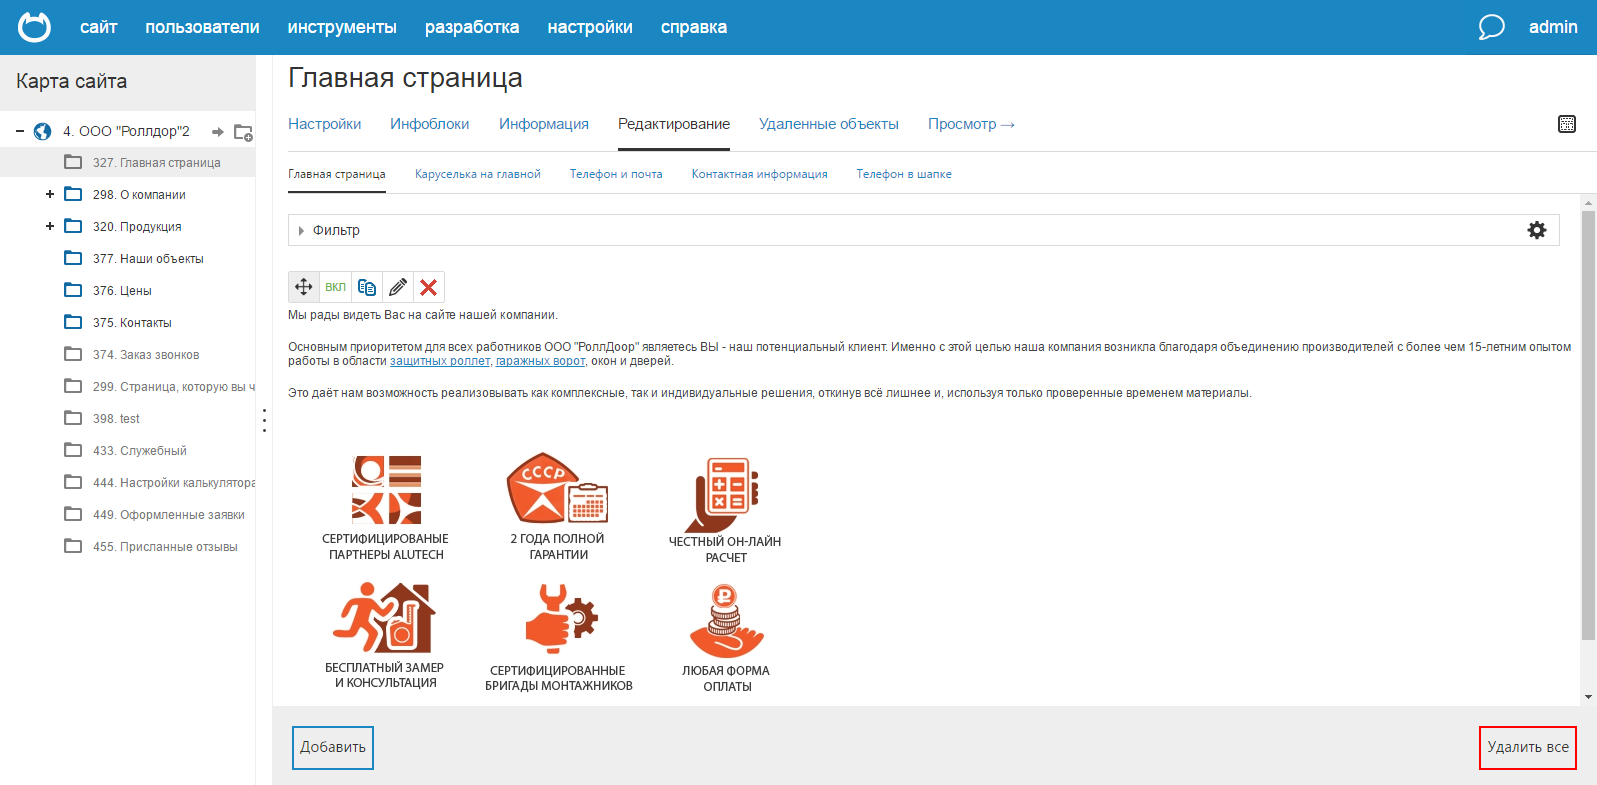 сайт пользователи инструменты разработка настройки справка admin
Карта сайта
4. ООО "Роллдор"2
327. Главная страница
298. О компании
320. Продукция
377. Наши объекты
376. Цены
375. Контакты
374. Заказ звонков
299. Страница, которую вы ч
398. test
433. Служебный
444. Настройки калькулятора
449. Оформленные заявки
455. Присланные отзывы
Главная страница
Настройки Инфоблоки Информация Редактирование Удаленные объекты Просмотр →
Главная страница Каруселька на главной Телефон и почта Контактная информация Телефон в шапке
Фильтр
ВКЛ
Мы рады видеть Вас на сайте нашей компании.
Основным приоритетом для всех работников ООО "РоллДоор" являетесь ВЫ - наш потенциальный клиент. Именно с этой целью наша компания возникла благодаря объединению производителей с более чем 15-летним опытом
работы в области защитных роллет, гаражных ворот, окон и дверей.
Это даёт нам возможность реализовывать как комплексные, так и индивидуальные решения, откинув всё лишнее и, используя только проверенные временем материалы.
СССР
СЕРТИФИЦИРОВАНЫЕ
ПАРТНЕРЫ ALUTECH
2 ГОДА ПОЛНОЙ
ГАРАНТИИ
ЧЕСТНЫЙ ОН-ЛАЙН
РАСЧЕТ
БЕСПЛАТНЫЙ ЗАМЕР
И КОНСУЛЬТАЦИЯ
СЕРТИФИЦИРОВАННЫЕ
БРИГАДЫ МОНТАЖНИКОВ
ЛЮБАЯ ФОРМА
ОПЛАТЫ
Добавить
Удалить все